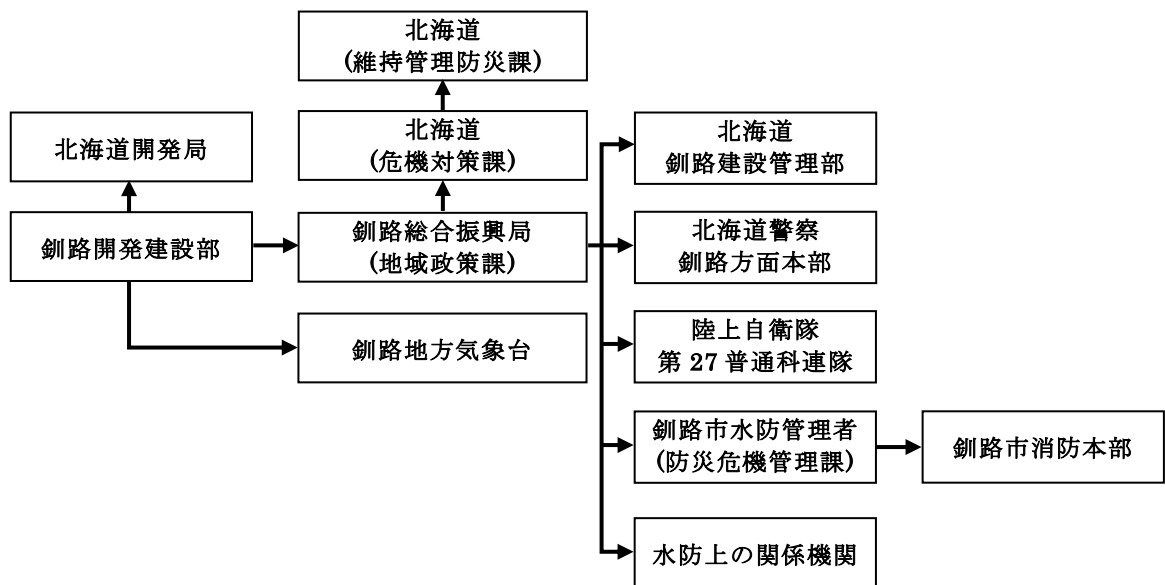 北海道
(維持管理防災課)
北海道開発局
北海道
(危機対策課)
北海道
釧路建設管理部
釧路開発建設部
釧路総合振興局
(地域政策課)
北海道警察
釧路方面本部
釧路地方気象台
陸上自衛隊
第 27 普通科連隊
釧路市水防管理者
(防災危機管理課)
釧路市消防本部
水防上の関係機関